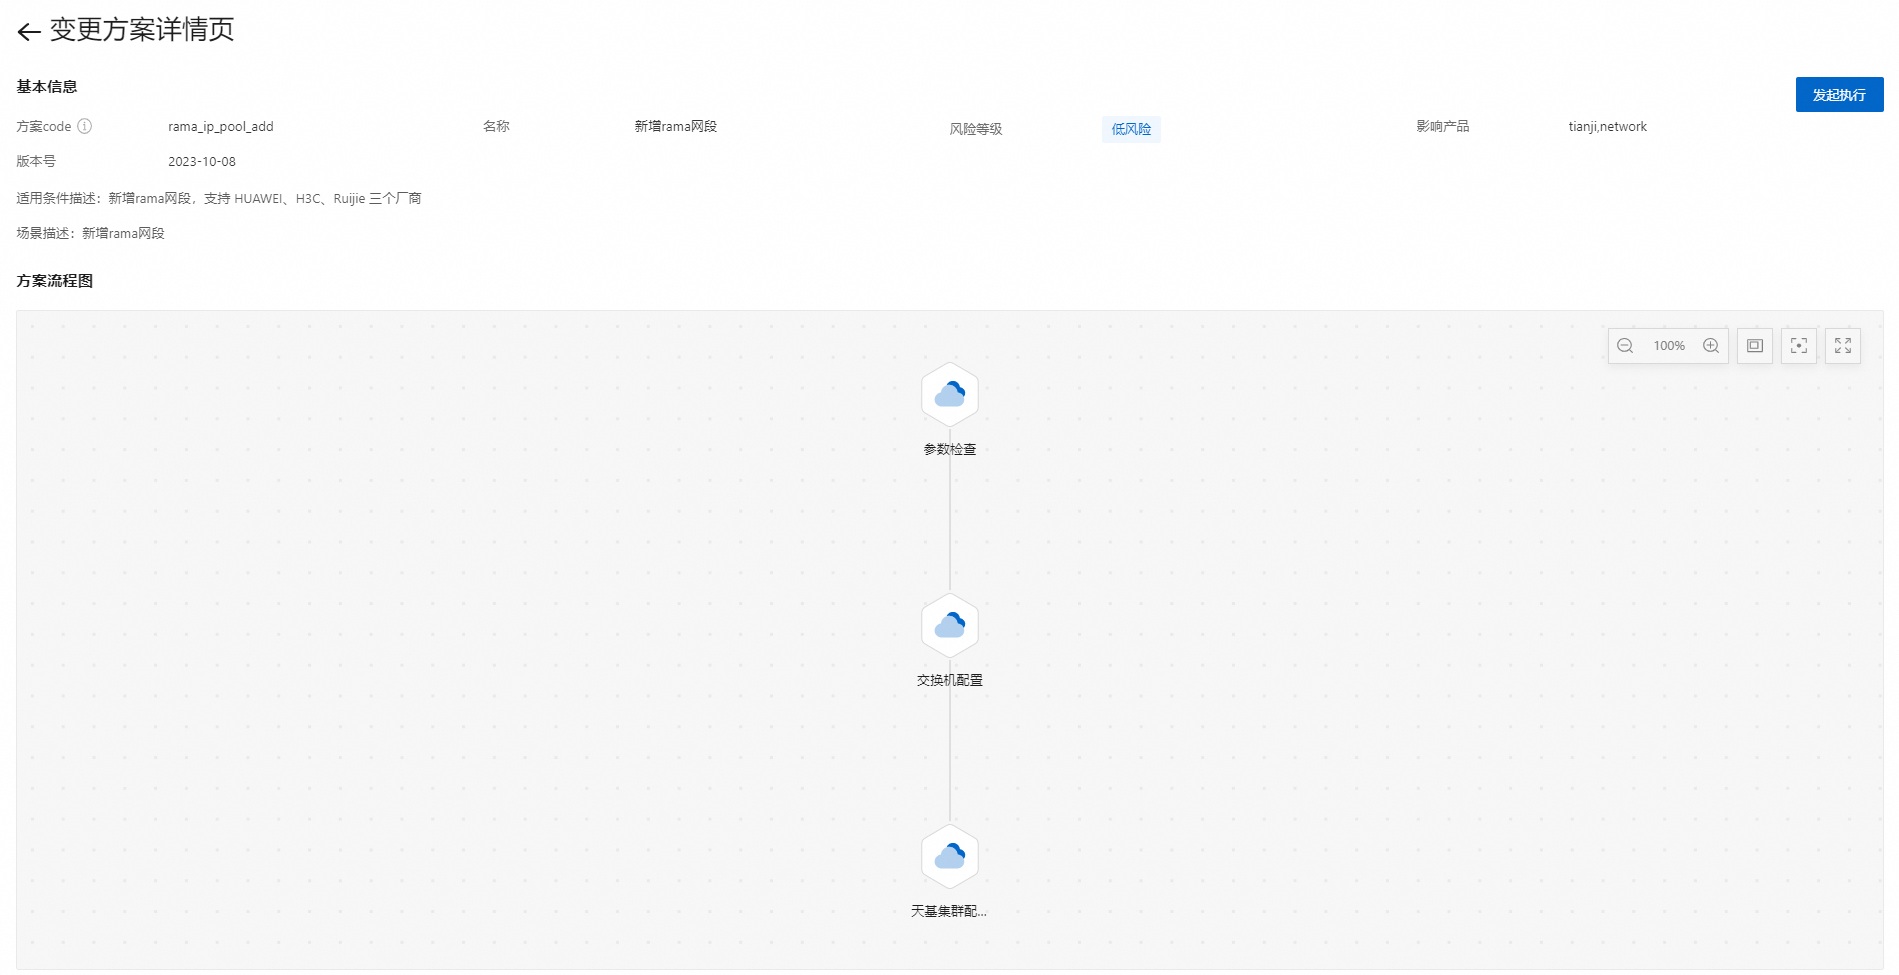 变更方案详情页
基本信息
发起执行
方案code rama_ip_pool_add 名称 新增rama网段 风险等级 低风险 影响产品 tianji,network
版本号 2023-10-08
适用条件描述：新增rama网段，支持 HUAWEI、H3C、Ruijie 三个厂商
场景描述：新增rama网段
方案流程图
100%
参数检查
交换机配置
天基集群配...